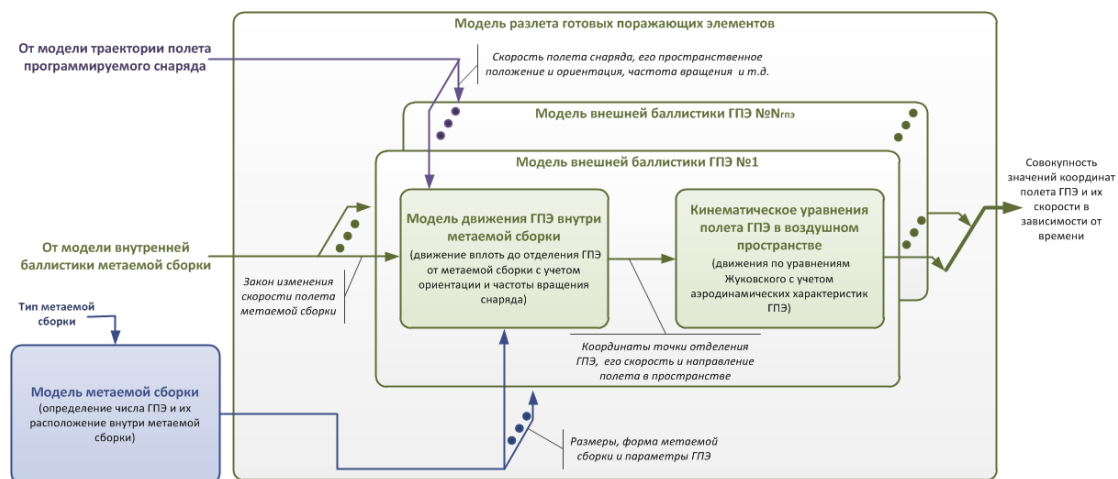 Модель разлета готовых поражающих элементов
От модели траектории полета
программируемого снаряда
Скорость полета снаряда, его пространственное
положение и ориентация, частота вращения и т.д.
Модель внешней баллистики ГПЭ №Nгпэ
Модель внешней баллистики ГПЭ №1
Модель движения ГПЭ внутри
метаемой сборки
(движение вплоть до отделения ГПЭ
от метаемой сборки с учетом
ориентации и частоты вращения
снаряда)
Кинематическое уравнения
полета ГПЭ в воздушном
пространстве
(движения по уравнениям
Жуковского с учетом
аэродинамических характеристик
ГПЭ)
Совокупность
значений координат
полета ГПЭ и их
скорости в
зависимости от
времени
От модели внутренней
баллистики метаемой сборки
Закон изменения
скорости полета
метаемой сборки
Тип метаемой
сборки
Координаты точки отделения
ГПЭ, его скорость и направление
полета в пространстве
Модель метаемой сборки
(определение числа ГПЭ и их
расположение внутри метаемой
сборки)
Размеры, форма метаемой
сборки и параметры ГПЭ